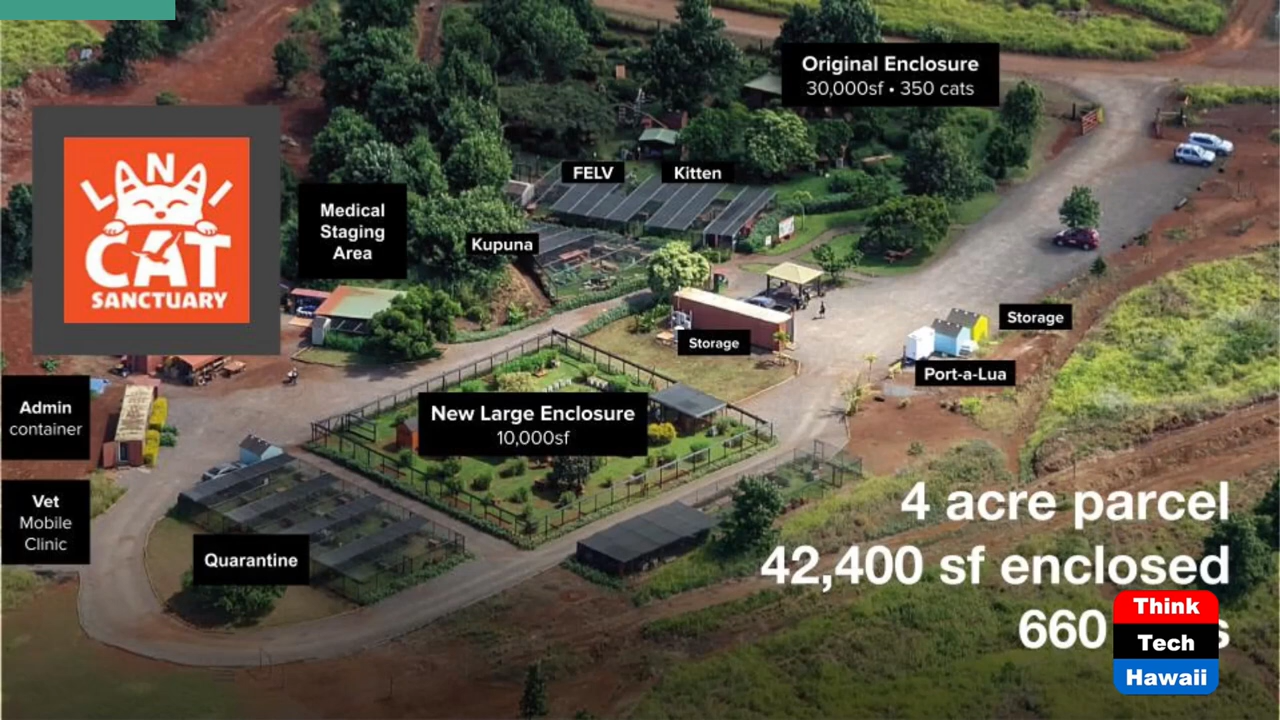 Original Enclosure
30,000sf • 350 cats
LANAI
CAT
SANCTUARY
FELV
Kitten
Medical
Staging
Area
Kupuna
Storage
Storage
Port-a-Lua
Admin
container
New Large Enclosure
10,000sf
Vet
Mobile
Clinic
Quarantine
4 acre parcel
42,400 sf enclosed
660
Think
Tech
Hawaii